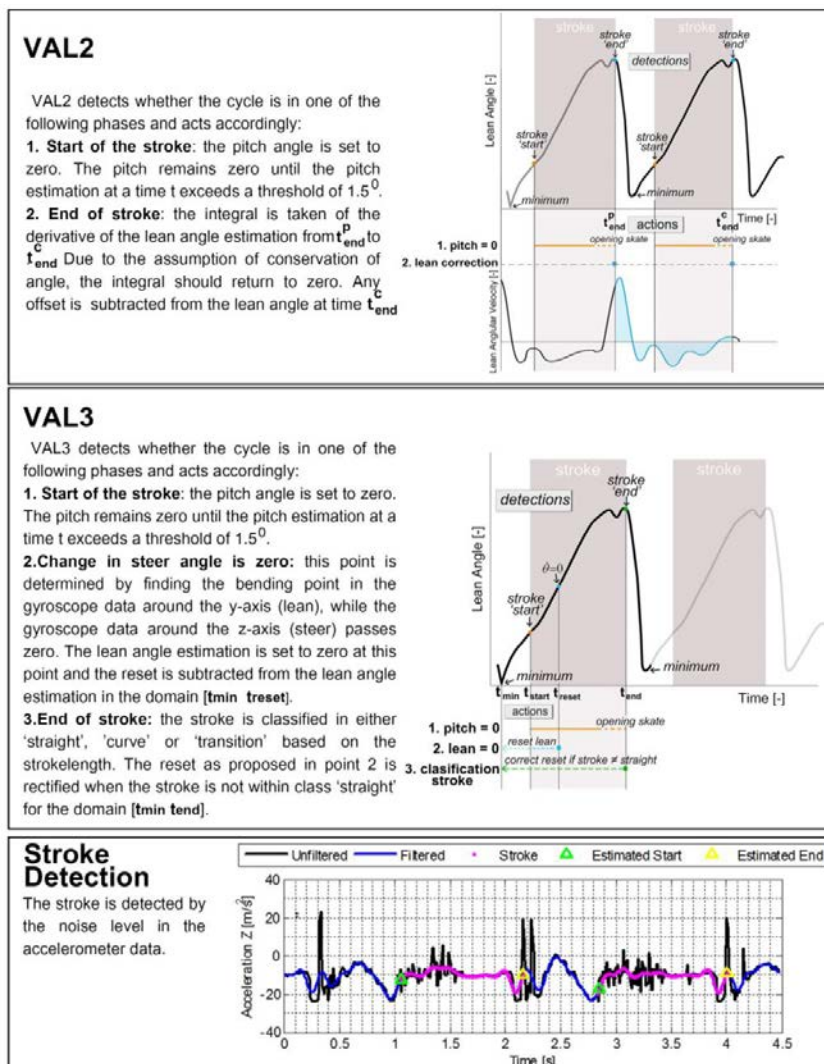 VAL2
VAL2 detects whether the cycle is in one of the
following phases and acts accordingly:
1. Start of the stroke: the pitch angle is set to
zero. The pitch remains zero until the pitch
estimation at a time t exceeds a threshold of 1.5⁰.
2. End of stroke: the integral is taken of the
derivative of the lean angle estimation from t_end^p to
t_end^c Due to the assumption of conservation of
angle, the integral should return to zero. Any
offset is subtracted from the lean angle at time t_end^c
stroke
stroke
stroke
'end'
stroke
'end'
detections
Lean Angle [-]
stroke
'start'
stroke
'start'
minimum
minimum
t_end^p
actions
t_end^c
Time [-]
1. pitch = 0
opening skate
opening skate
2. lean correction
Lean Anglular Velocity [-]
VAL3
VAL3 detects whether the cycle is in one of the
following phases and acts accordingly:
1. Start of the stroke: the pitch angle is set to zero.
The pitch remains zero until the pitch estimation at a
time t exceeds a threshold of 1.5⁰.
2.Change in steer angle is zero: this point is
determined by finding the bending point in the
gyroscope data around the y-axis (lean), while the
gyroscope data around the z-axis (steer) passes
zero. The lean angle estimation is set to zero at this
point and the reset is subtracted from the lean angle
estimation in the domain [tmin treset].
3.End of stroke: the stroke is classified in either
'straight', 'curve' or 'transition' based on the
strokelength. The reset as proposed in point 2 is
rectified when the stroke is not within class 'straight'
for the domain [tmin tend].
stroke
stroke
stroke
'end'
detections
Lean Angle [-]
θ̇=0
stroke
'start'
minimum
minimum
t_min t_start t_reset t_end
Time [-]
actions
1. pitch = 0
opening skate
2. lean = 0
reset lean
3. clasification
stroke
correct reset if stroke ≠ straight
Stroke
Detection
The stroke is detected by
the noise level in the
accelerometer data.
Unfiltered Filtered Stroke Estimated Start Estimated End
Acceleration Z [m/s²]
40
20
0
-20
-40
0 0.5 1 1.5 2 2.5 3 3.5 4 4.5
Time [s]